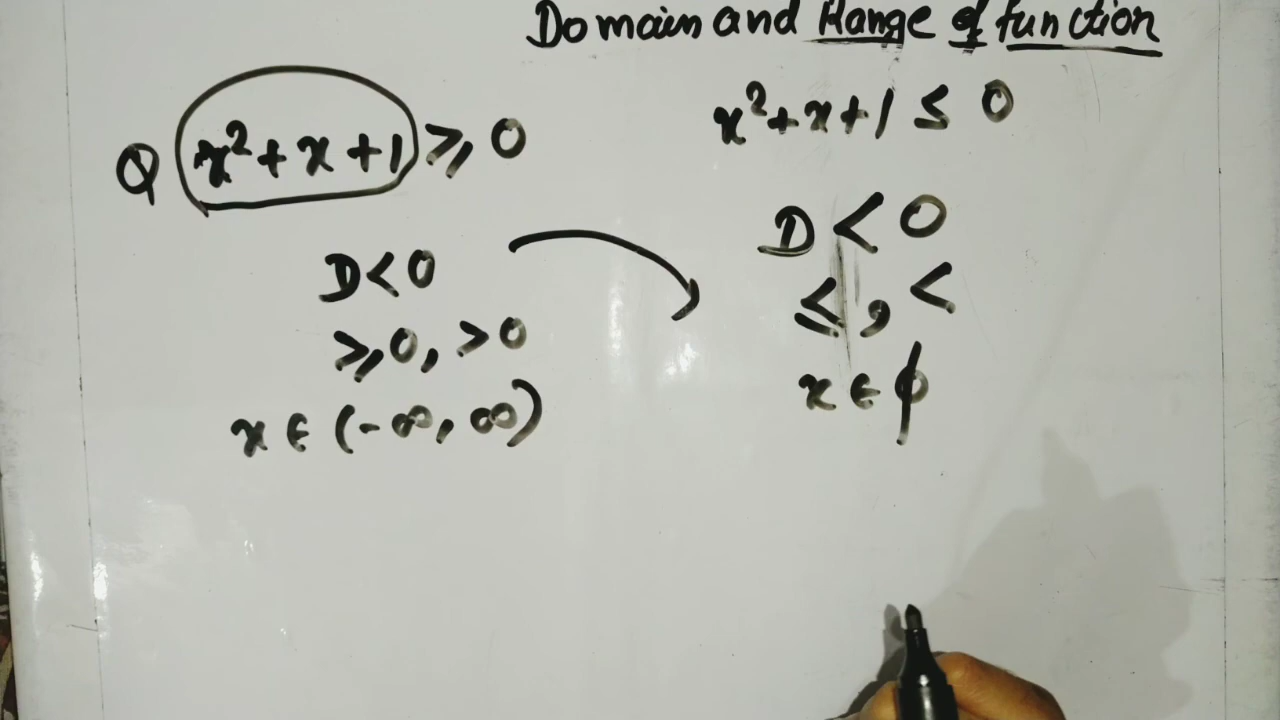 Domain and Range of function
Q x²+x+1 ≥ 0
D<0
≥0, >0
x ∈ (-∞, ∞)
x²+x+1 ≤ 0
D < 0
≤, <
x ∈ ϕ